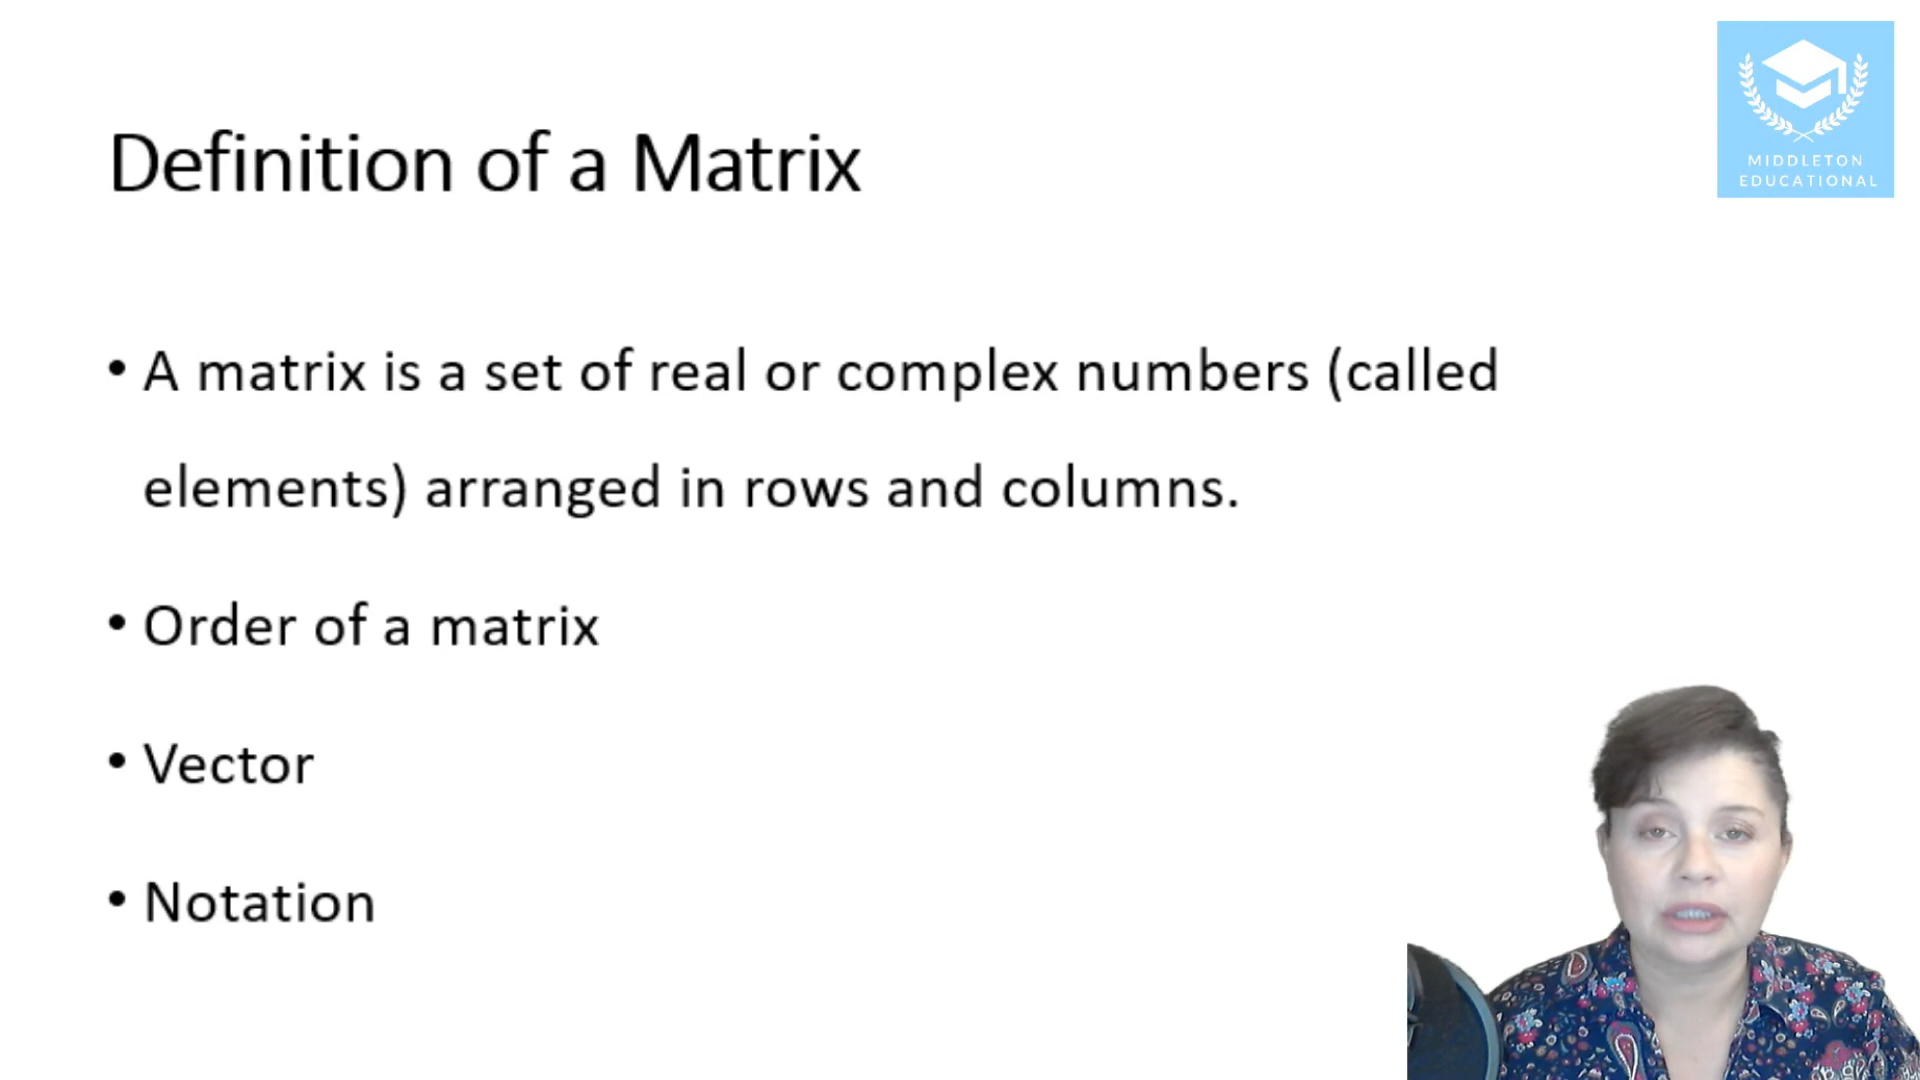 MIDDLETON
EDUCATIONAL
Definition of a Matrix
• A matrix is a set of real or complex numbers (called
elements) arranged in rows and columns.
• Order of a matrix
• Vector
• Notation